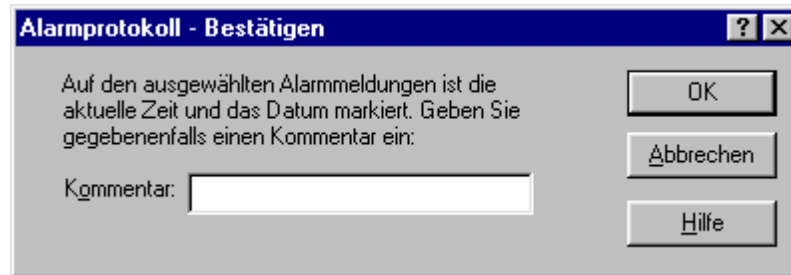 Alarmprotokoll - Bestätigen
Auf den ausgewählten Alarmmeldungen ist die
aktuelle Zeit und das Datum markiert. Geben Sie
gegebenenfalls einen Kommentar ein:
Kommentar:
OK
Abbrechen
Hilfe